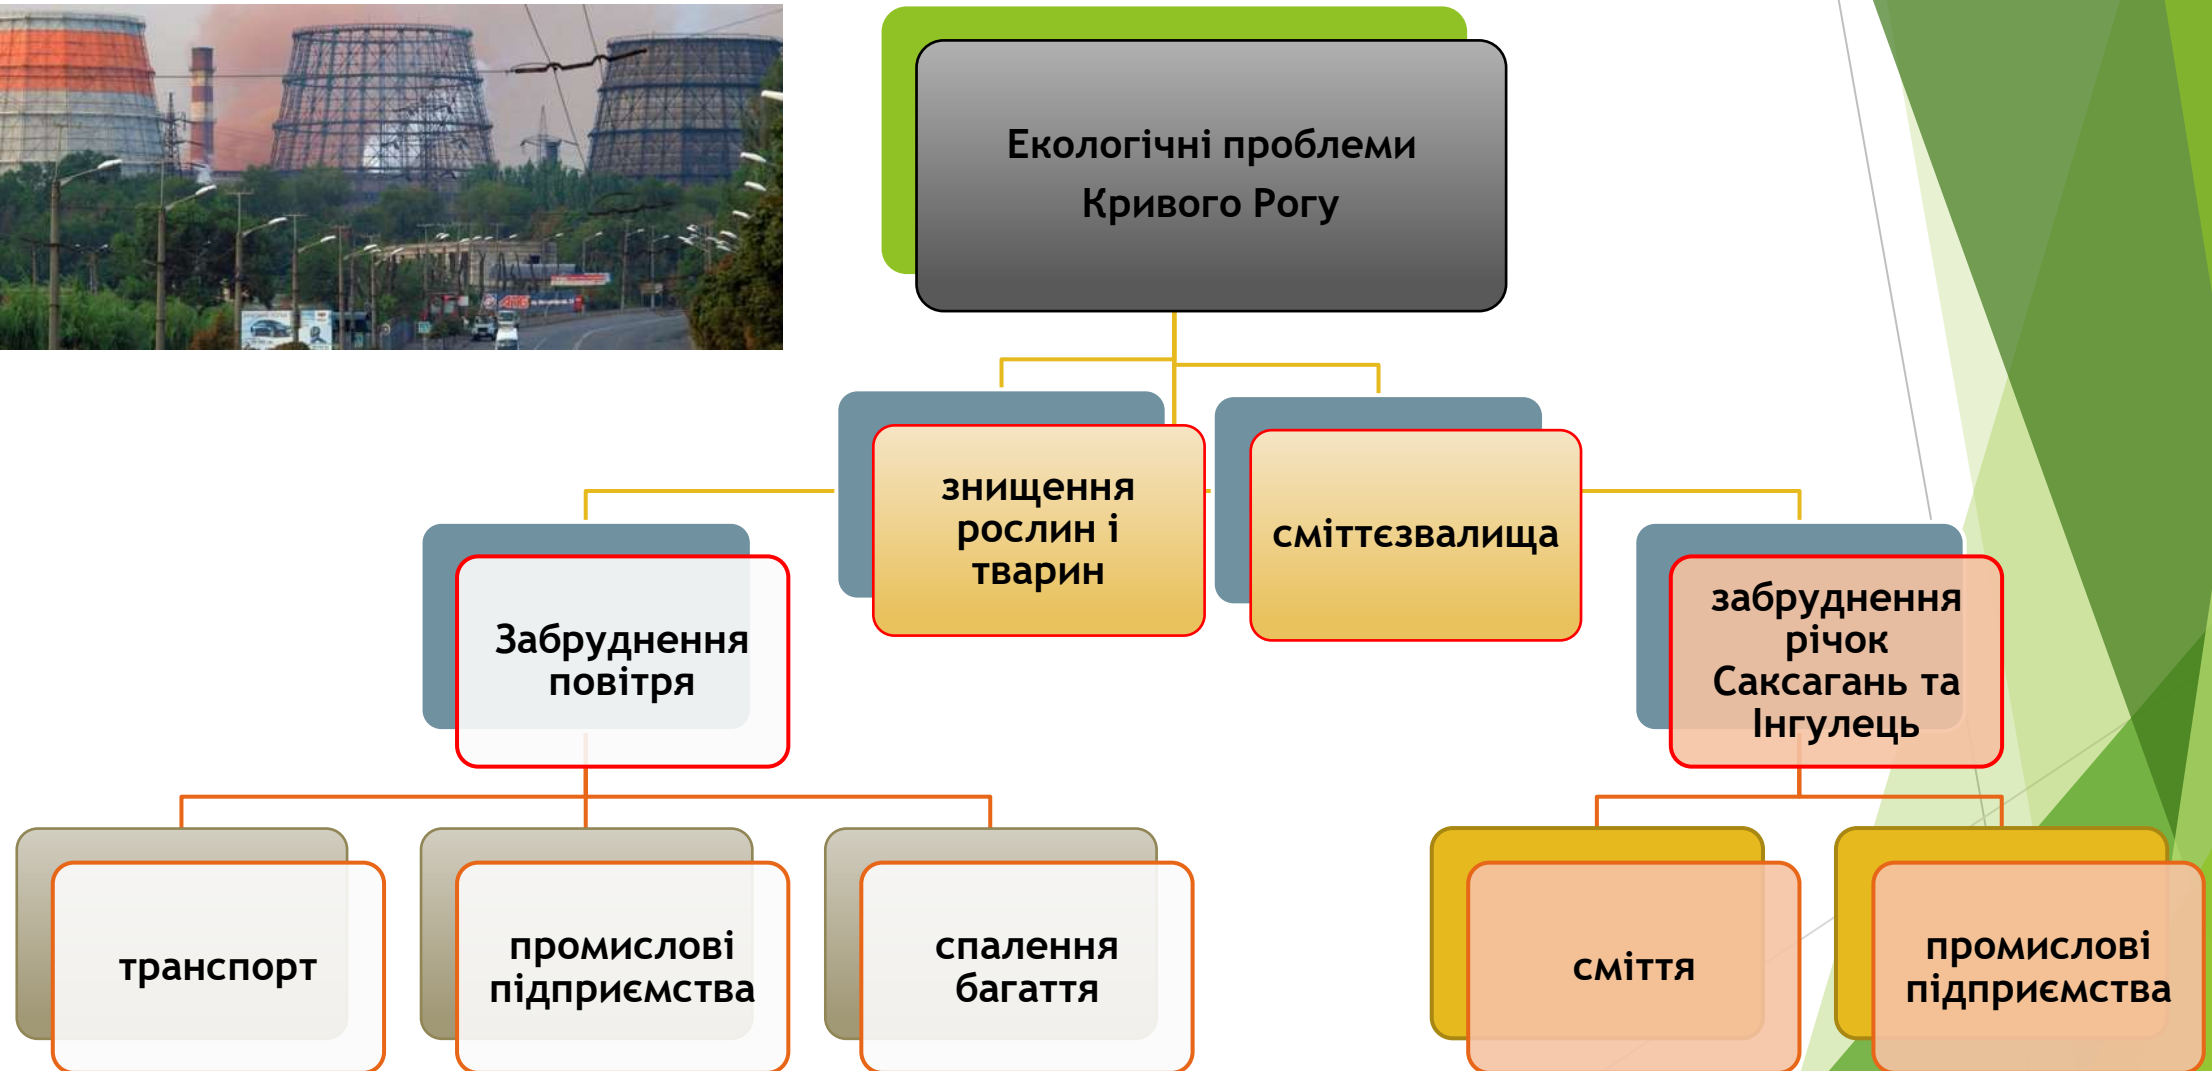 Екологічні проблеми
Кривого Рогу
знищення
рослин і
тварин
сміттєзвалища
Забруднення
повітря
забруднення
річок
Саксагань та
Інгулець
транспорт
промислові
підприємства
спалення
багаття
сміття
промислові
підприємства